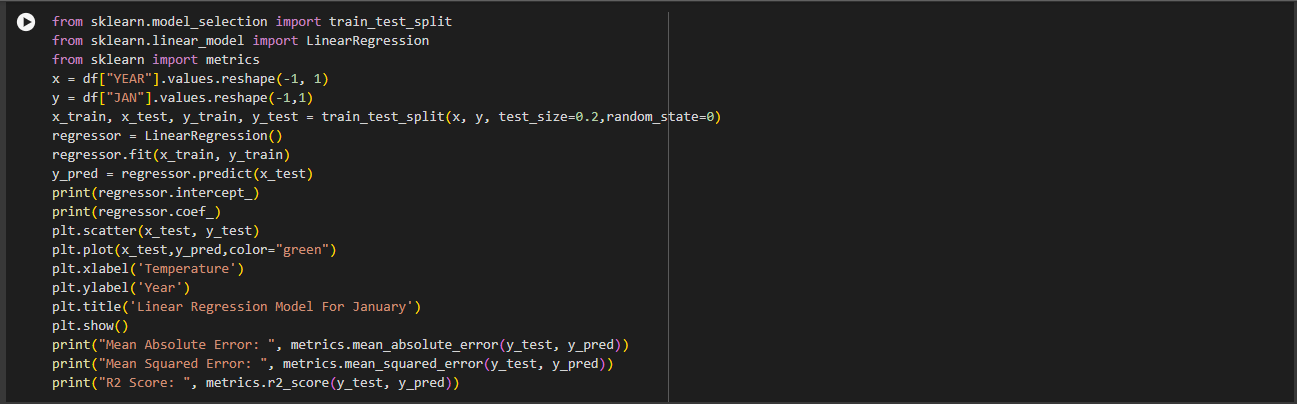 from sklearn.model_selection import train_test_split
from sklearn.linear_model import LinearRegression
from sklearn import metrics
x = df["YEAR"].values.reshape(-1, 1)
y = df["JAN"].values.reshape(-1,1)
x_train, x_test, y_train, y_test = train_test_split(x, y, test_size=0.2,random_state=0)
regressor = LinearRegression()
regressor.fit(x_train, y_train)
y_pred = regressor.predict(x_test)
print(regressor.intercept_)
print(regressor.coef_)
plt.scatter(x_test, y_test)
plt.plot(x_test,y_pred,color="green")
plt.xlabel('Temperature')
plt.ylabel('Year')
plt.title('Linear Regression Model For January')
plt.show()
print("Mean Absolute Error: ", metrics.mean_absolute_error(y_test, y_pred))
print("Mean Squared Error: ", metrics.mean_squared_error(y_test, y_pred))
print("R2 Score: ", metrics.r2_score(y_test, y_pred))